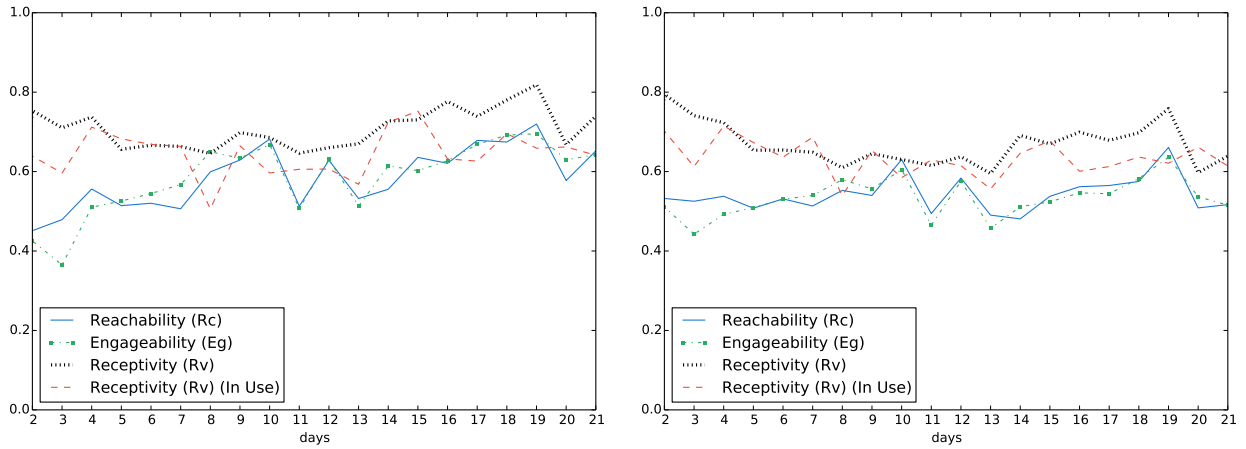 1.0
0.8
0.6
0.4
0.2
0.0
Reachability (Rc)
Engageability (Eg)
Receptivity (Rv)
Receptivity (Rv) (In Use)
2 3 4 5 6 7 8 9 10 11 12 13 14 15 16 17 18 19 20 21
days
1.0
0.8
0.6
0.4
0.2
0.0
Reachability (Rc)
Engageability (Eg)
Receptivity (Rv)
Receptivity (Rv) (In Use)
2 3 4 5 6 7 8 9 10 11 12 13 14 15 16 17 18 19 20 21
days